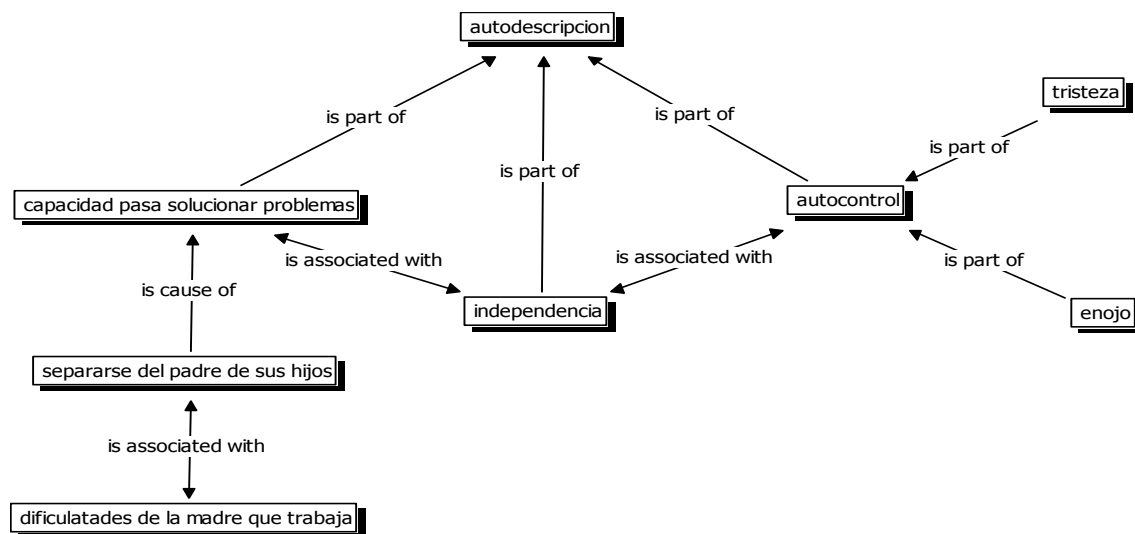 autodescripcion
tristeza
is part of
is part of
is part of
is part of
capacidad pasa solucionar problemas
autocontrol
is associated with
is associated with
is part of
is cause of
independencia
enojo
separarse del padre de sus hijos
is associated with
dificulatades de la madre que trabaja